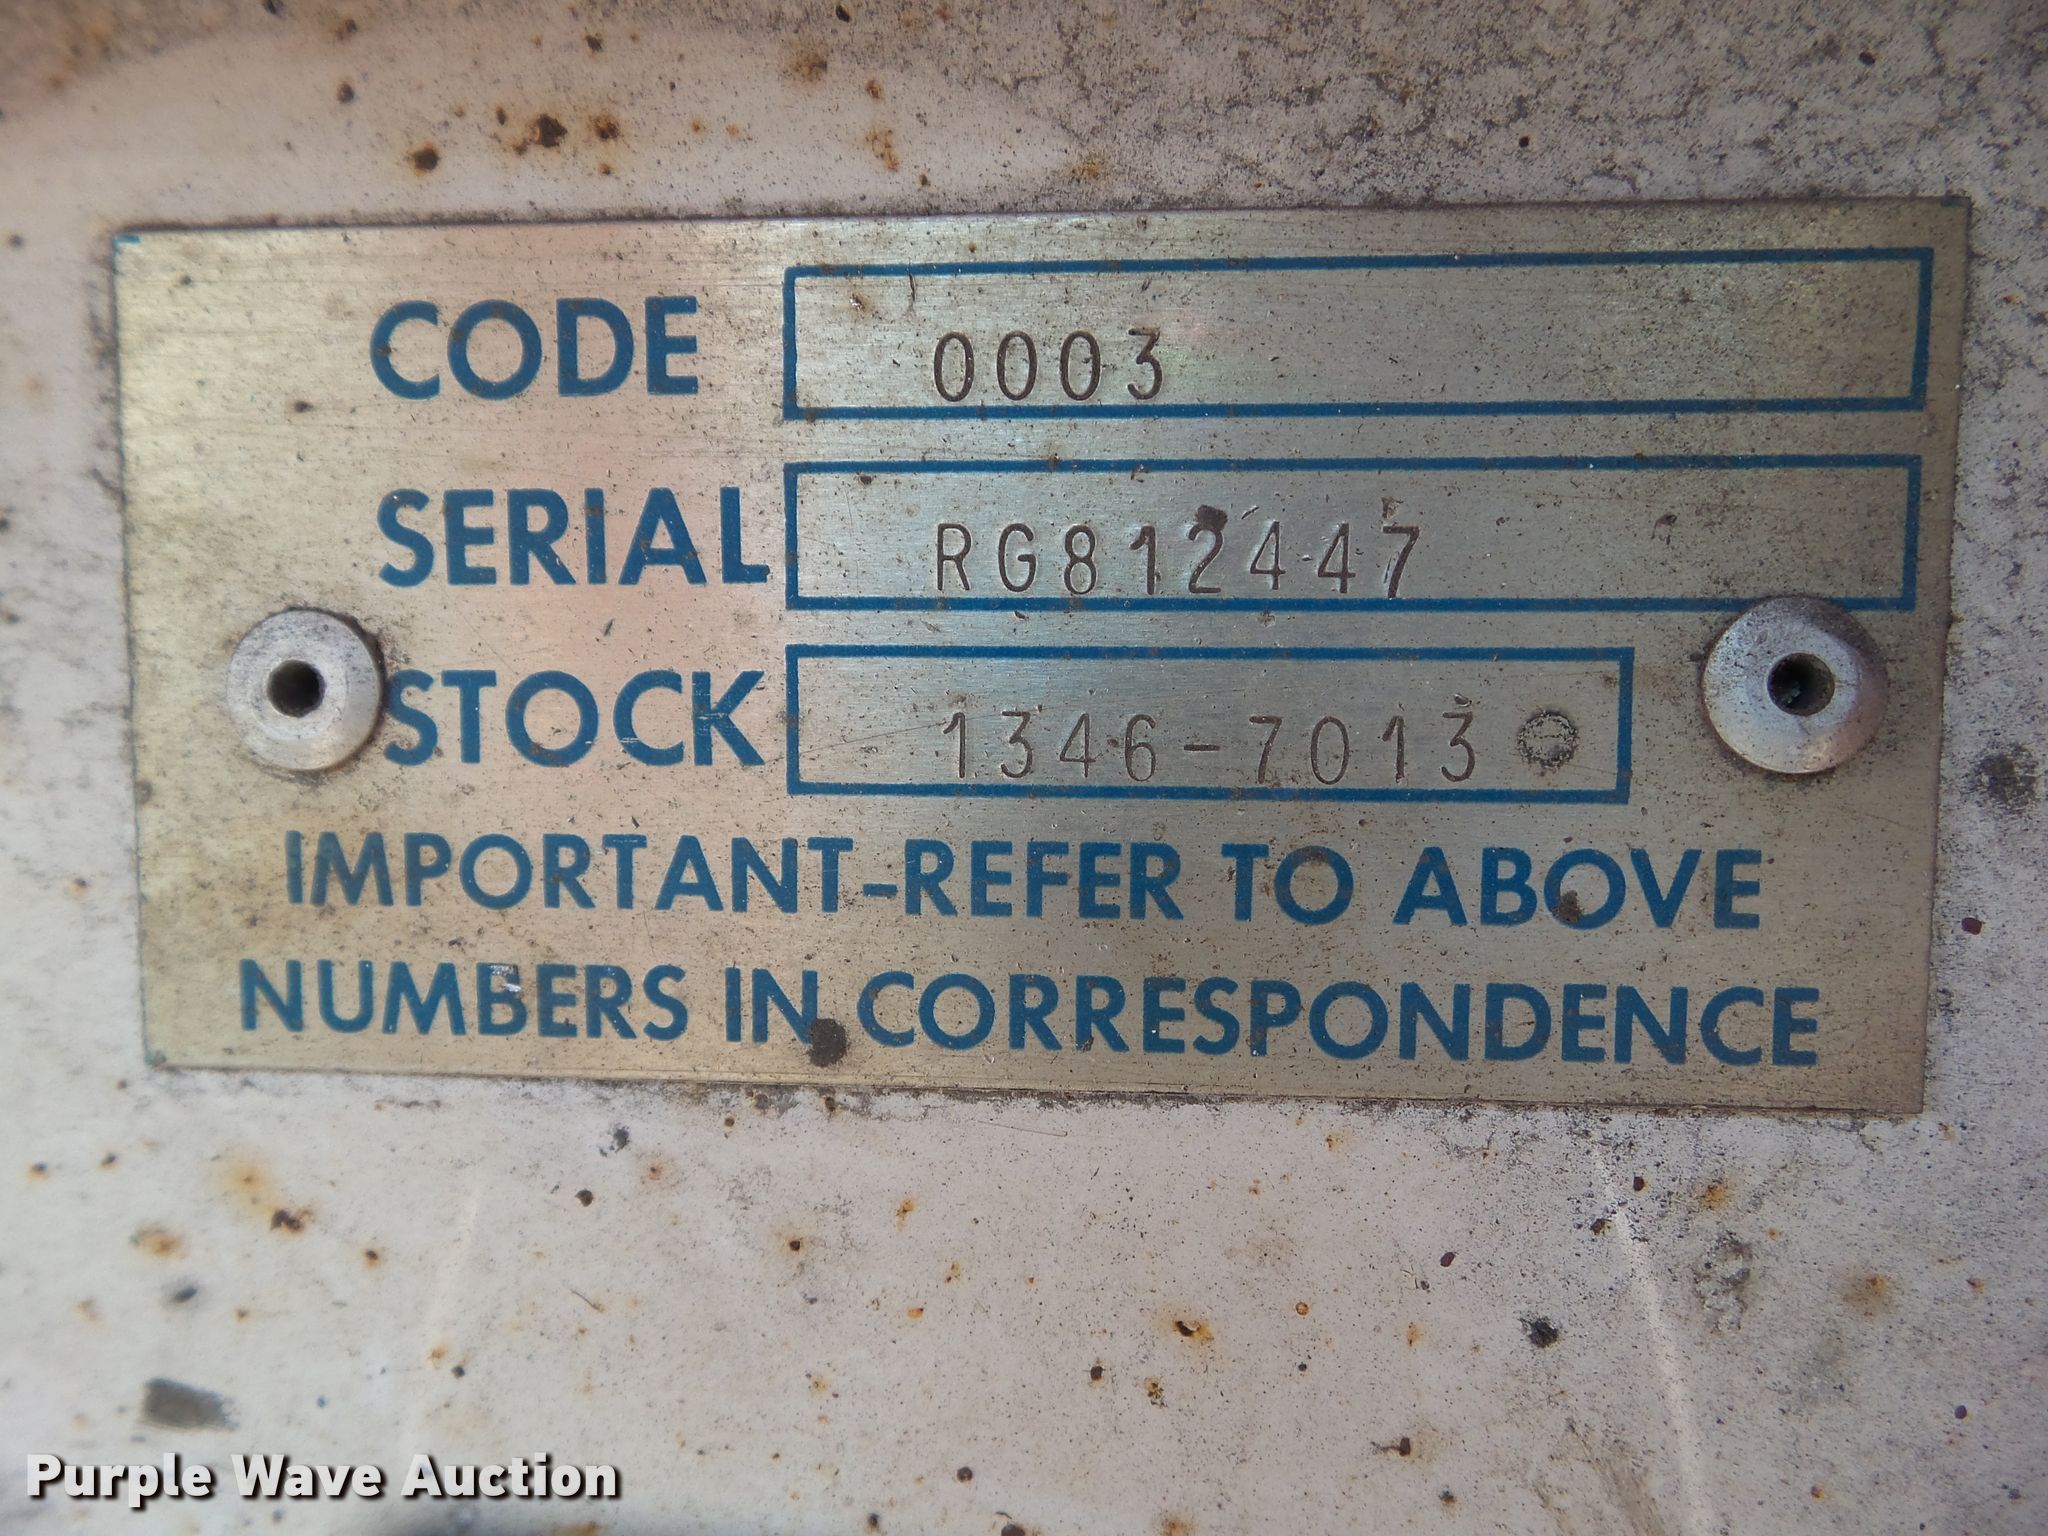 CODE 0003
SERIAL RG812447
STOCK 1346-7013
IMPORTANT-REFER TO ABOVE
NUMBERS IN CORRESPONDENCE
Purple Wave Auction